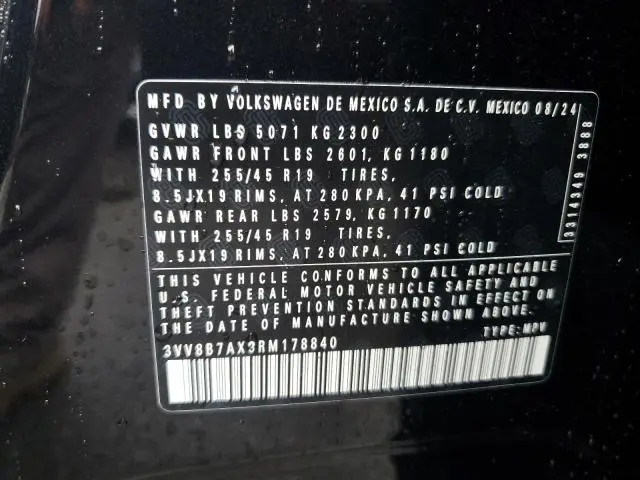 MFD BY VOLKSWAGEN DE MEXICO S.A. DE C.V. MEXICO 08/24
GVWR LBS 5071 KG 2300
GAWR FRONT LBS 2601, KG 1180
WITH 255/45 R19 TIRES,
8.5JX19 RIMS, AT 280 KPA, 41 PSI COLD
GAWR REAR LBS 2579, KG 1170
WITH 255/45 R19 TIRES,
8.5JX19 RIMS, AT 280 KPA, 41 PSI COLD
THIS VEHICLE CONFORMS TO ALL APPLICABLE
U.S. FEDERAL MOTOR VEHICLE SAFETY AND
THEFT PREVENTION STANDARDS IN EFFECT ON
THE DATE OF MANUFACTURE SHOWN ABOVE.
3VV8B7AX3RM178840 TYPE: MPV
3314349 3888